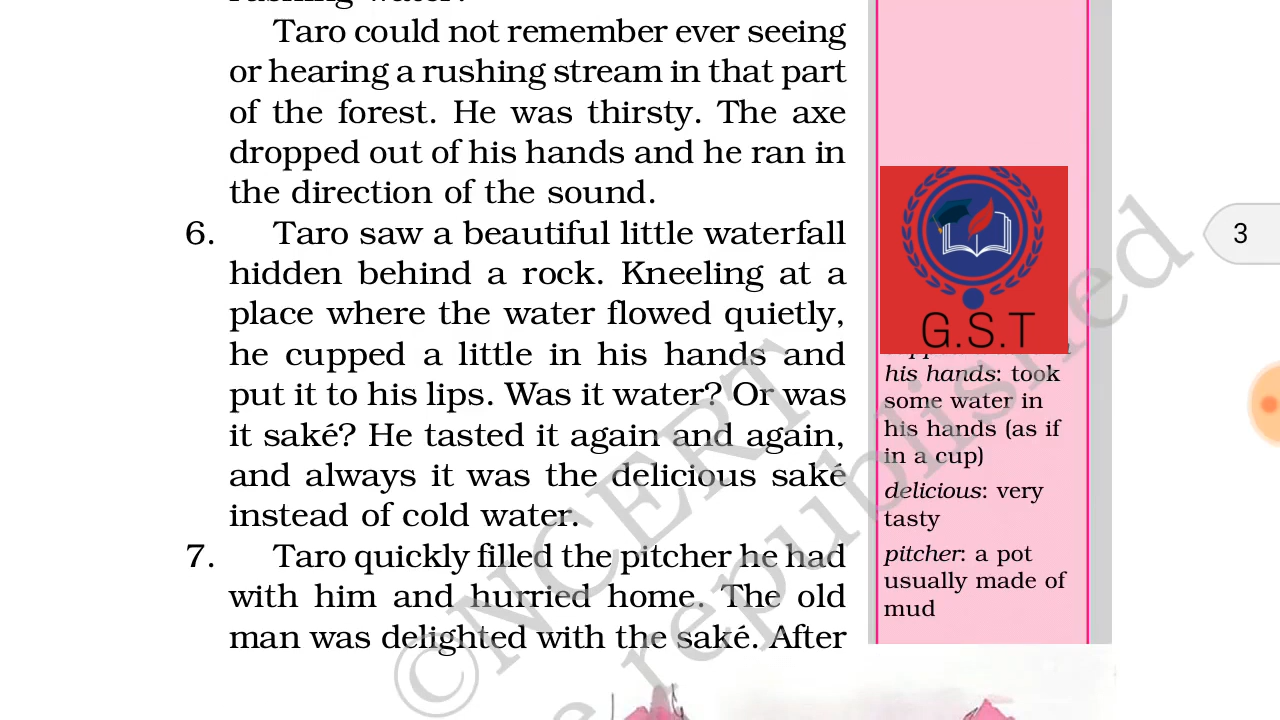 Taro could not remember ever seeing
or hearing a rushing stream in that part
of the forest. He was thirsty. The axe
dropped out of his hands and he ran in
the direction of the sound.
6. Taro saw a beautiful little waterfall
hidden behind a rock. Kneeling at a
place where the water flowed quietly,
he cupped a little in his hands and
put it to his lips. Was it water? Or was
it saké? He tasted it again and again,
and always it was the delicious saké
instead of cold water.
7. Taro quickly filled the pitcher he had
with him and hurried home. The old
man was delighted with the saké. After
G.S.T
his hands: took
some water in
his hands (as if
in a cup)
delicious: very
tasty
pitcher: a pot
usually made of
mud
3
©NCERT
republished